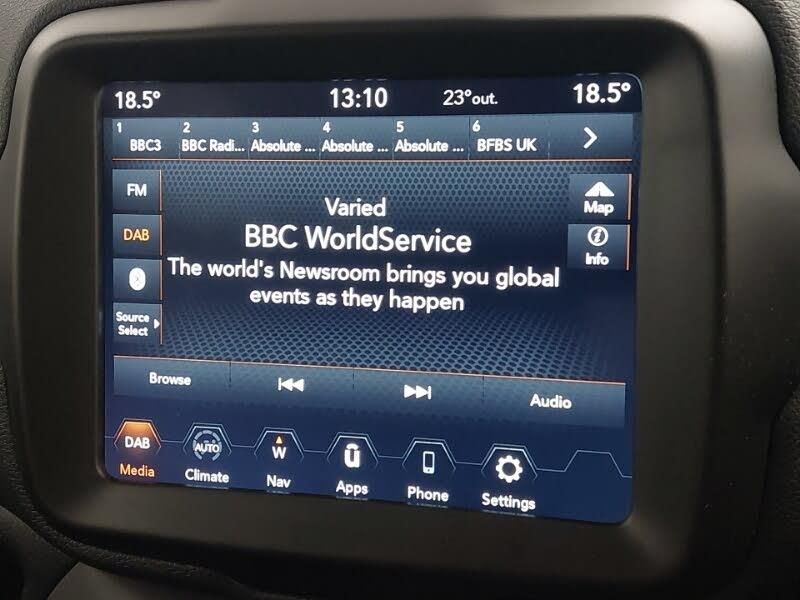 18.5° 13:10 23°out. 18.5°
1 2 3 4 5 6
BBC3 BBC Radi... Absolute ... Absolute ... Absolute ... BFBS UK
FM
DAB
Source Select
Varied
BBC WorldService
The world's Newsroom brings you global
events as they happen
Map
Info
Browse Audio
DAB AUTO W ū
Media Climate Nav Apps Phone Settings